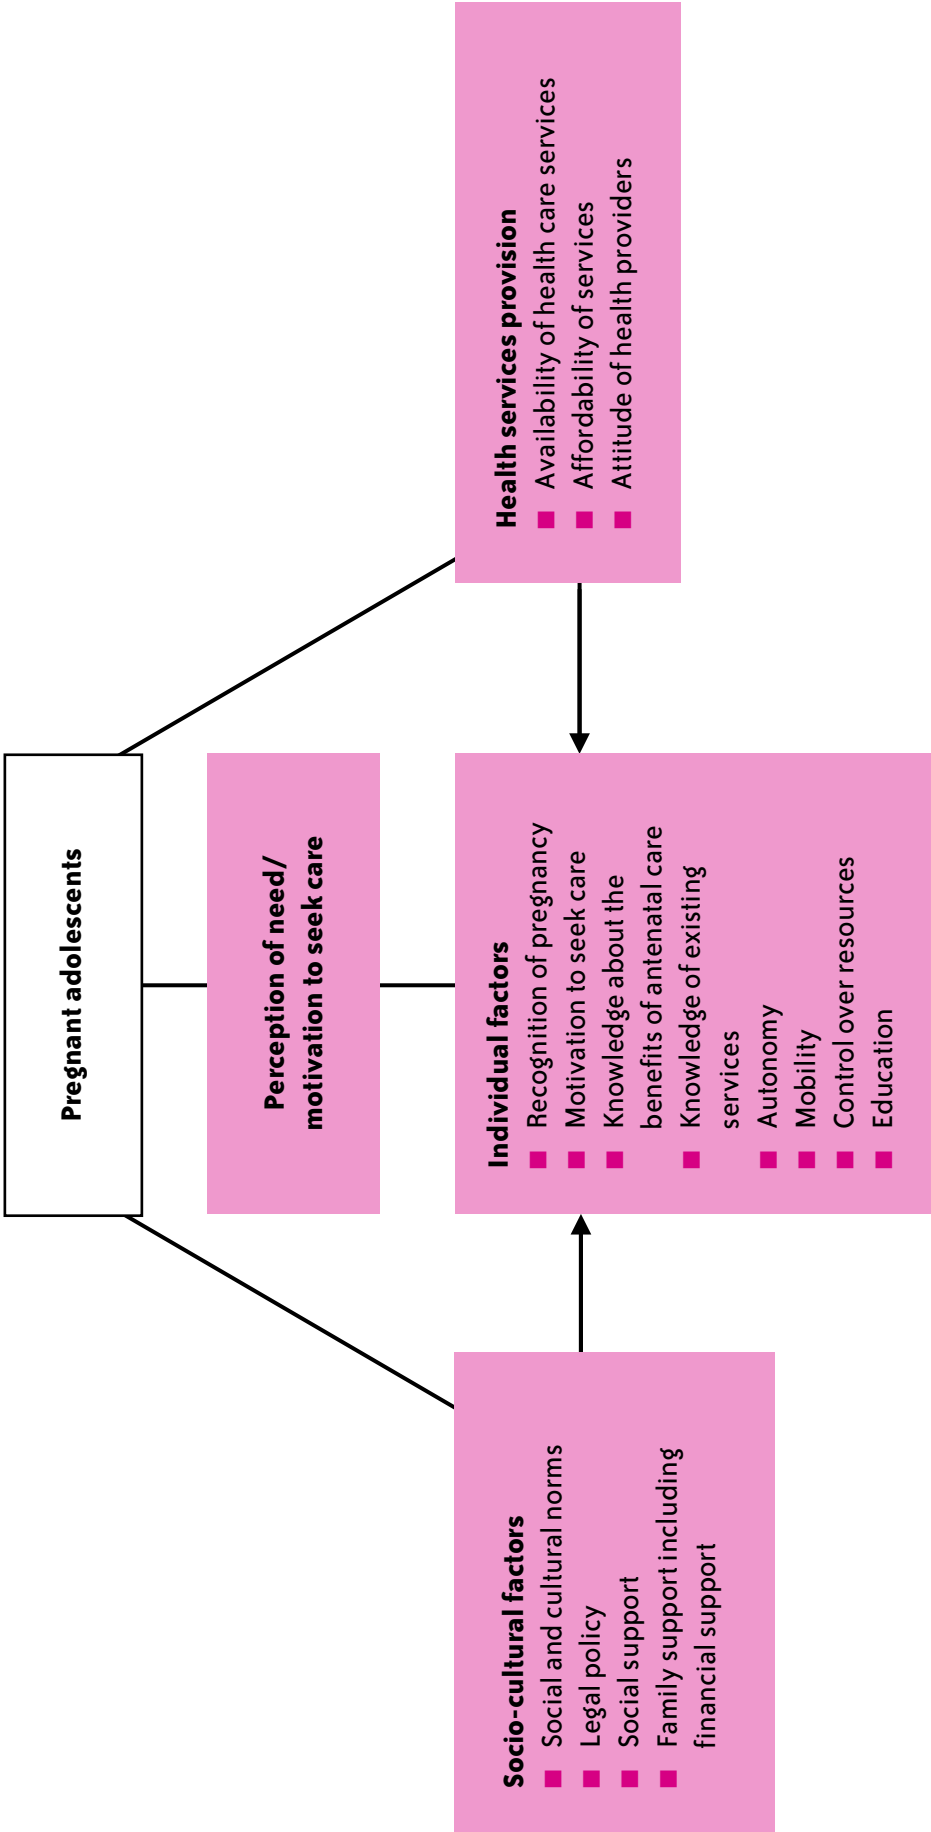 Pregnant adolescents
Perception of need/
motivation to seek care
Socio-cultural factors
Social and cultural norms
Legal policy
Social support
Family support including
financial support
Individual factors
Recognition of pregnancy
Motivation to seek care
Knowledge about the
benefits of antenatal care
Knowledge of existing
services
Autonomy
Mobility
Control over resources
Education
Health services provision
Availability of health care services
Affordability of services
Attitude of health providers